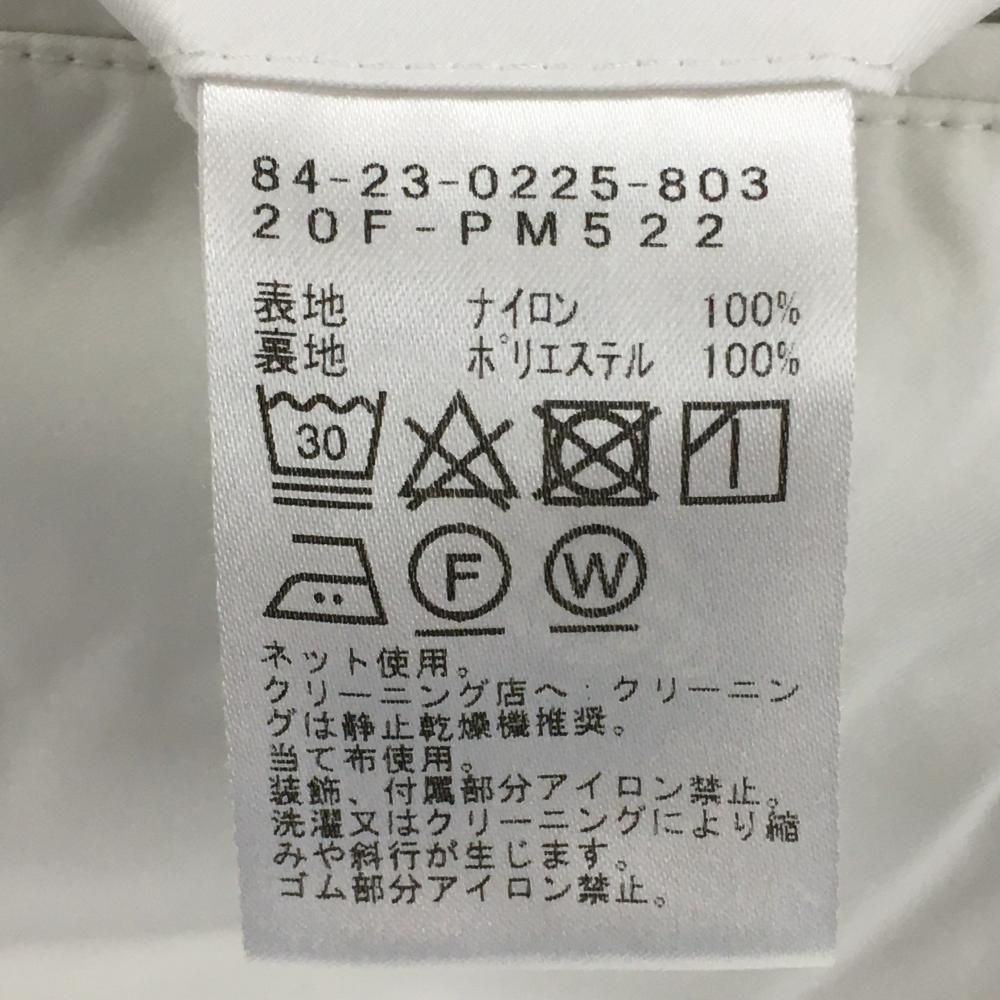 84-23-0225-803
20F-PM522
表地 ナイロン 100%
裏地 ポリエステル 100%
30
F W
ネット使用。
クリーニング店へ:クリーニン
グは静止乾燥機推奨。
当て布使用。
装飾、付属部分アイロン禁止。
洗濯又はクリーニングにより縮
みや斜行が生じます。
ゴム部分アイロン禁止。